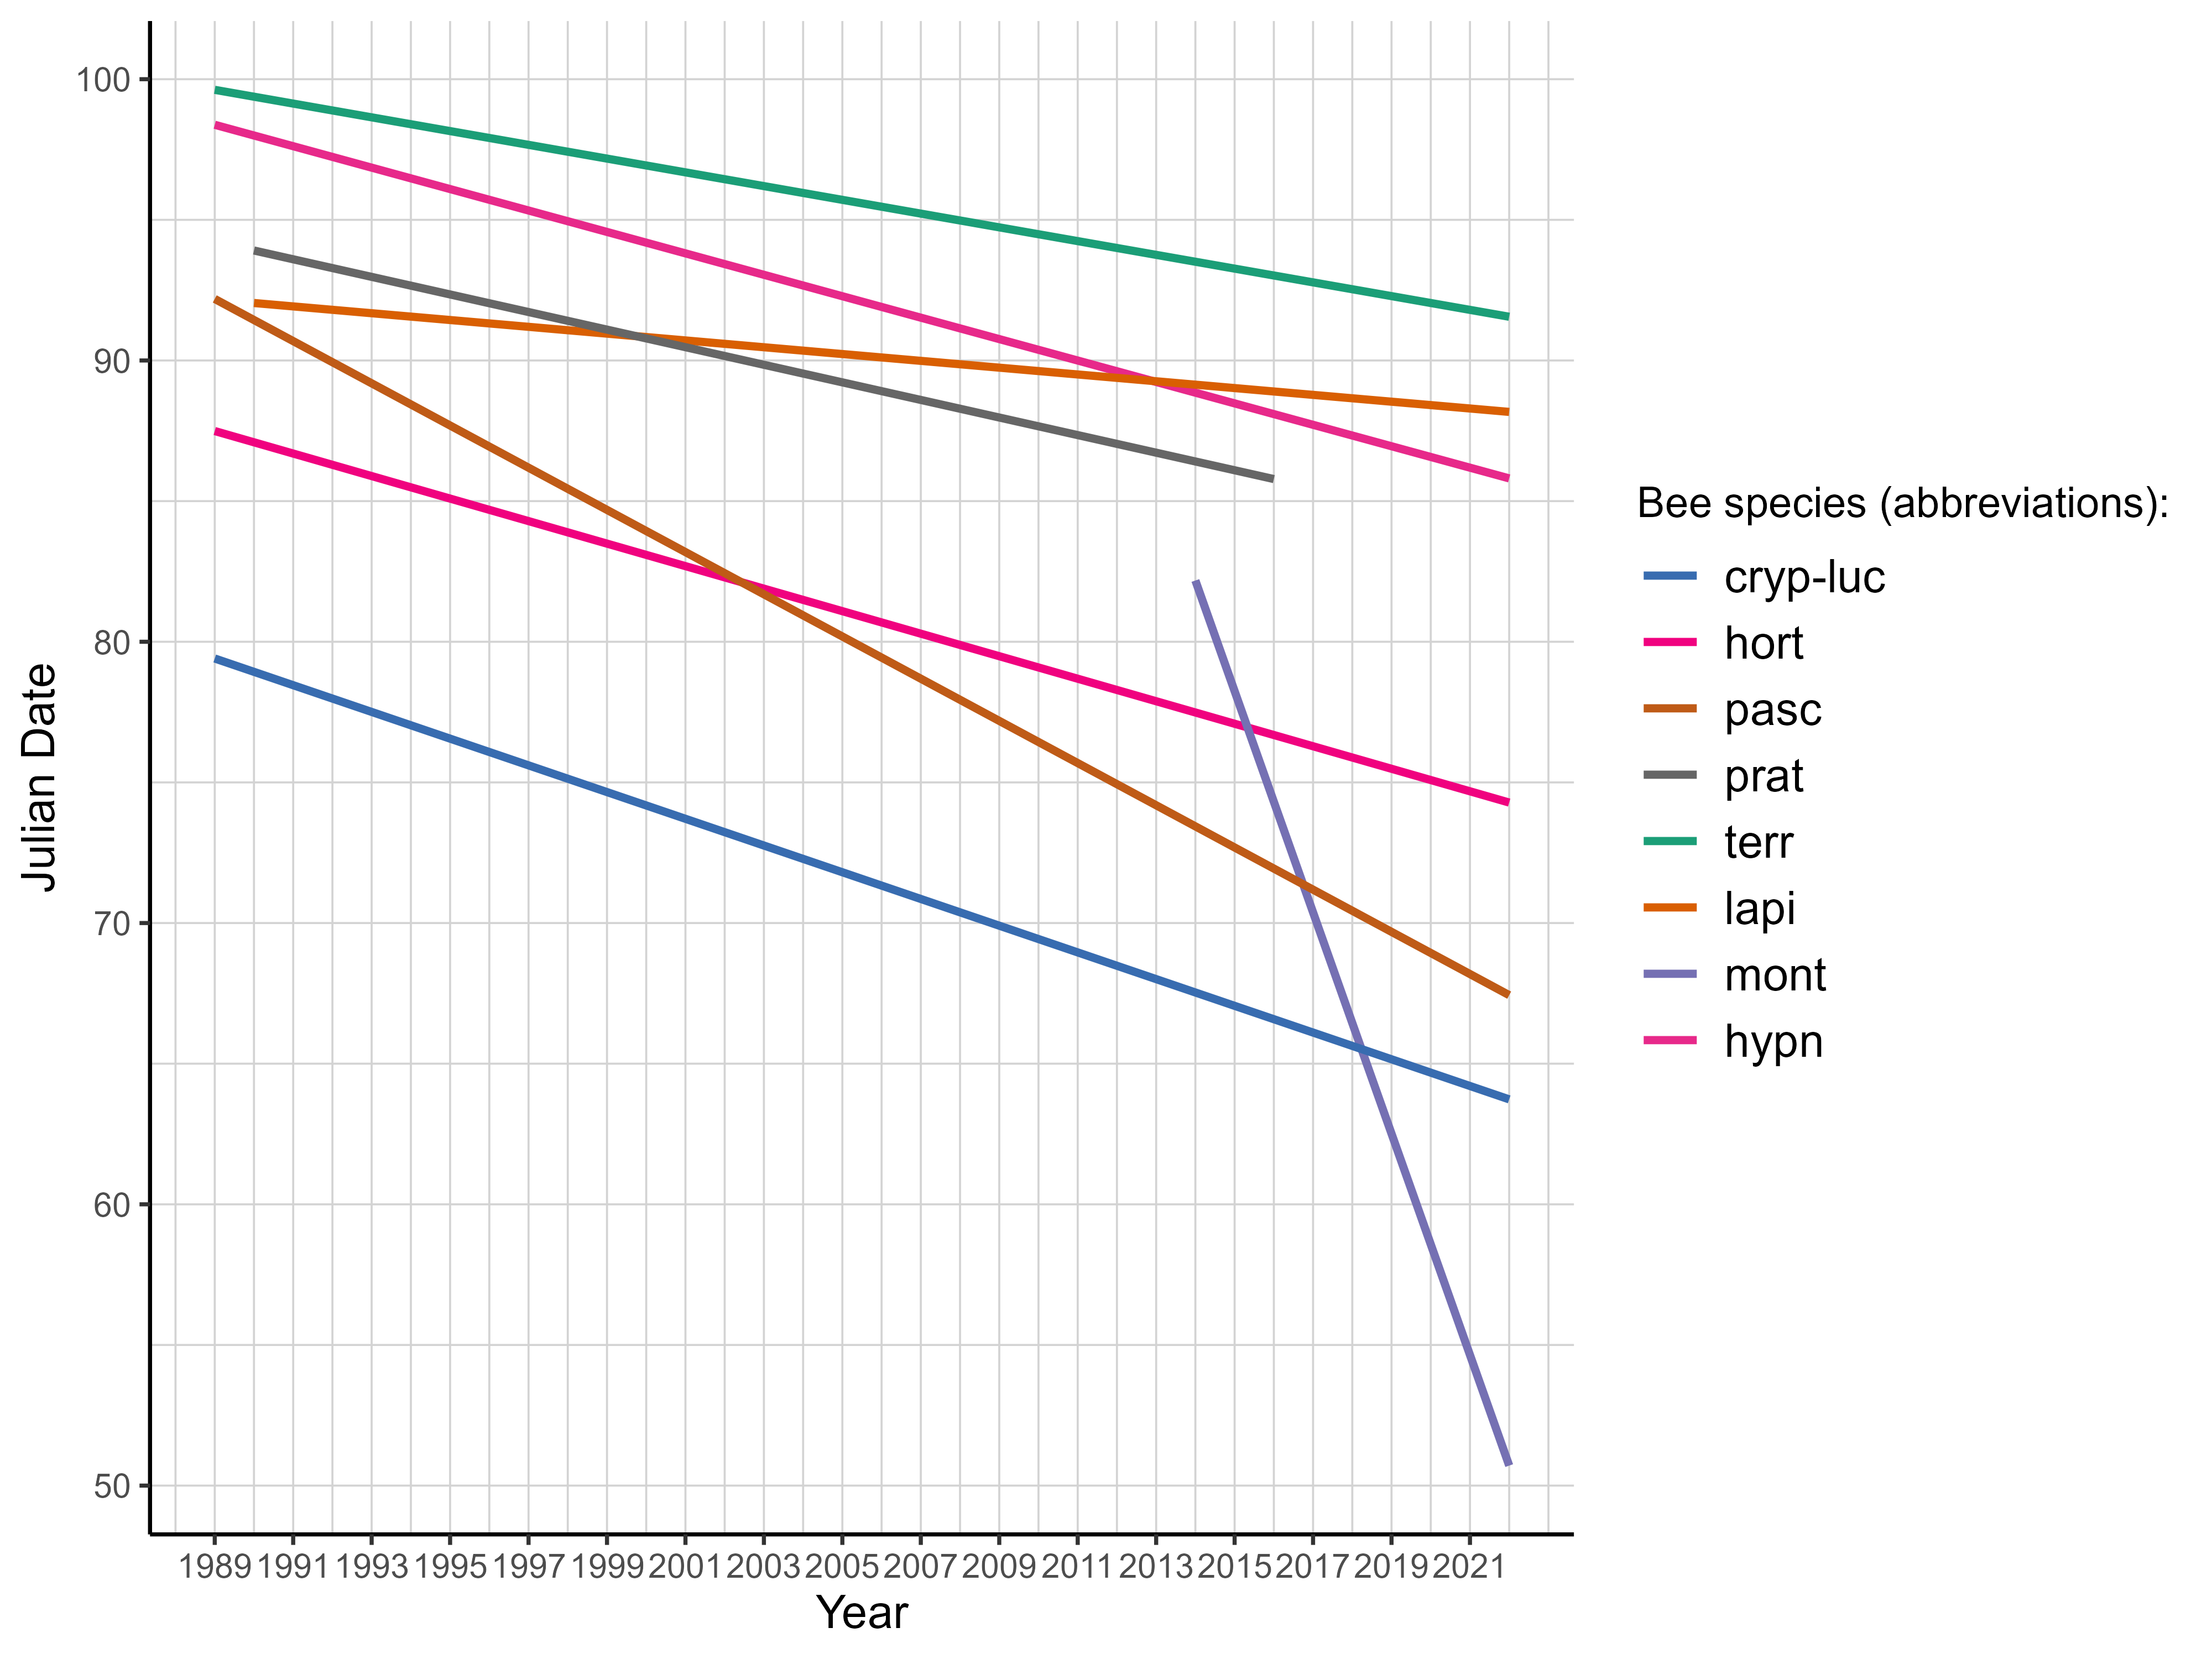 100
90
80
70
60
50
Julian Date
1989 1991 1993 1995 1997 1999 2001 2003 2005 2007 2009 2011 2013 2015 2017 2019 2021
Year
Bee species (abbreviations):
cryp-luc
hort
pasc
prat
terr
lapi
mont
hypn